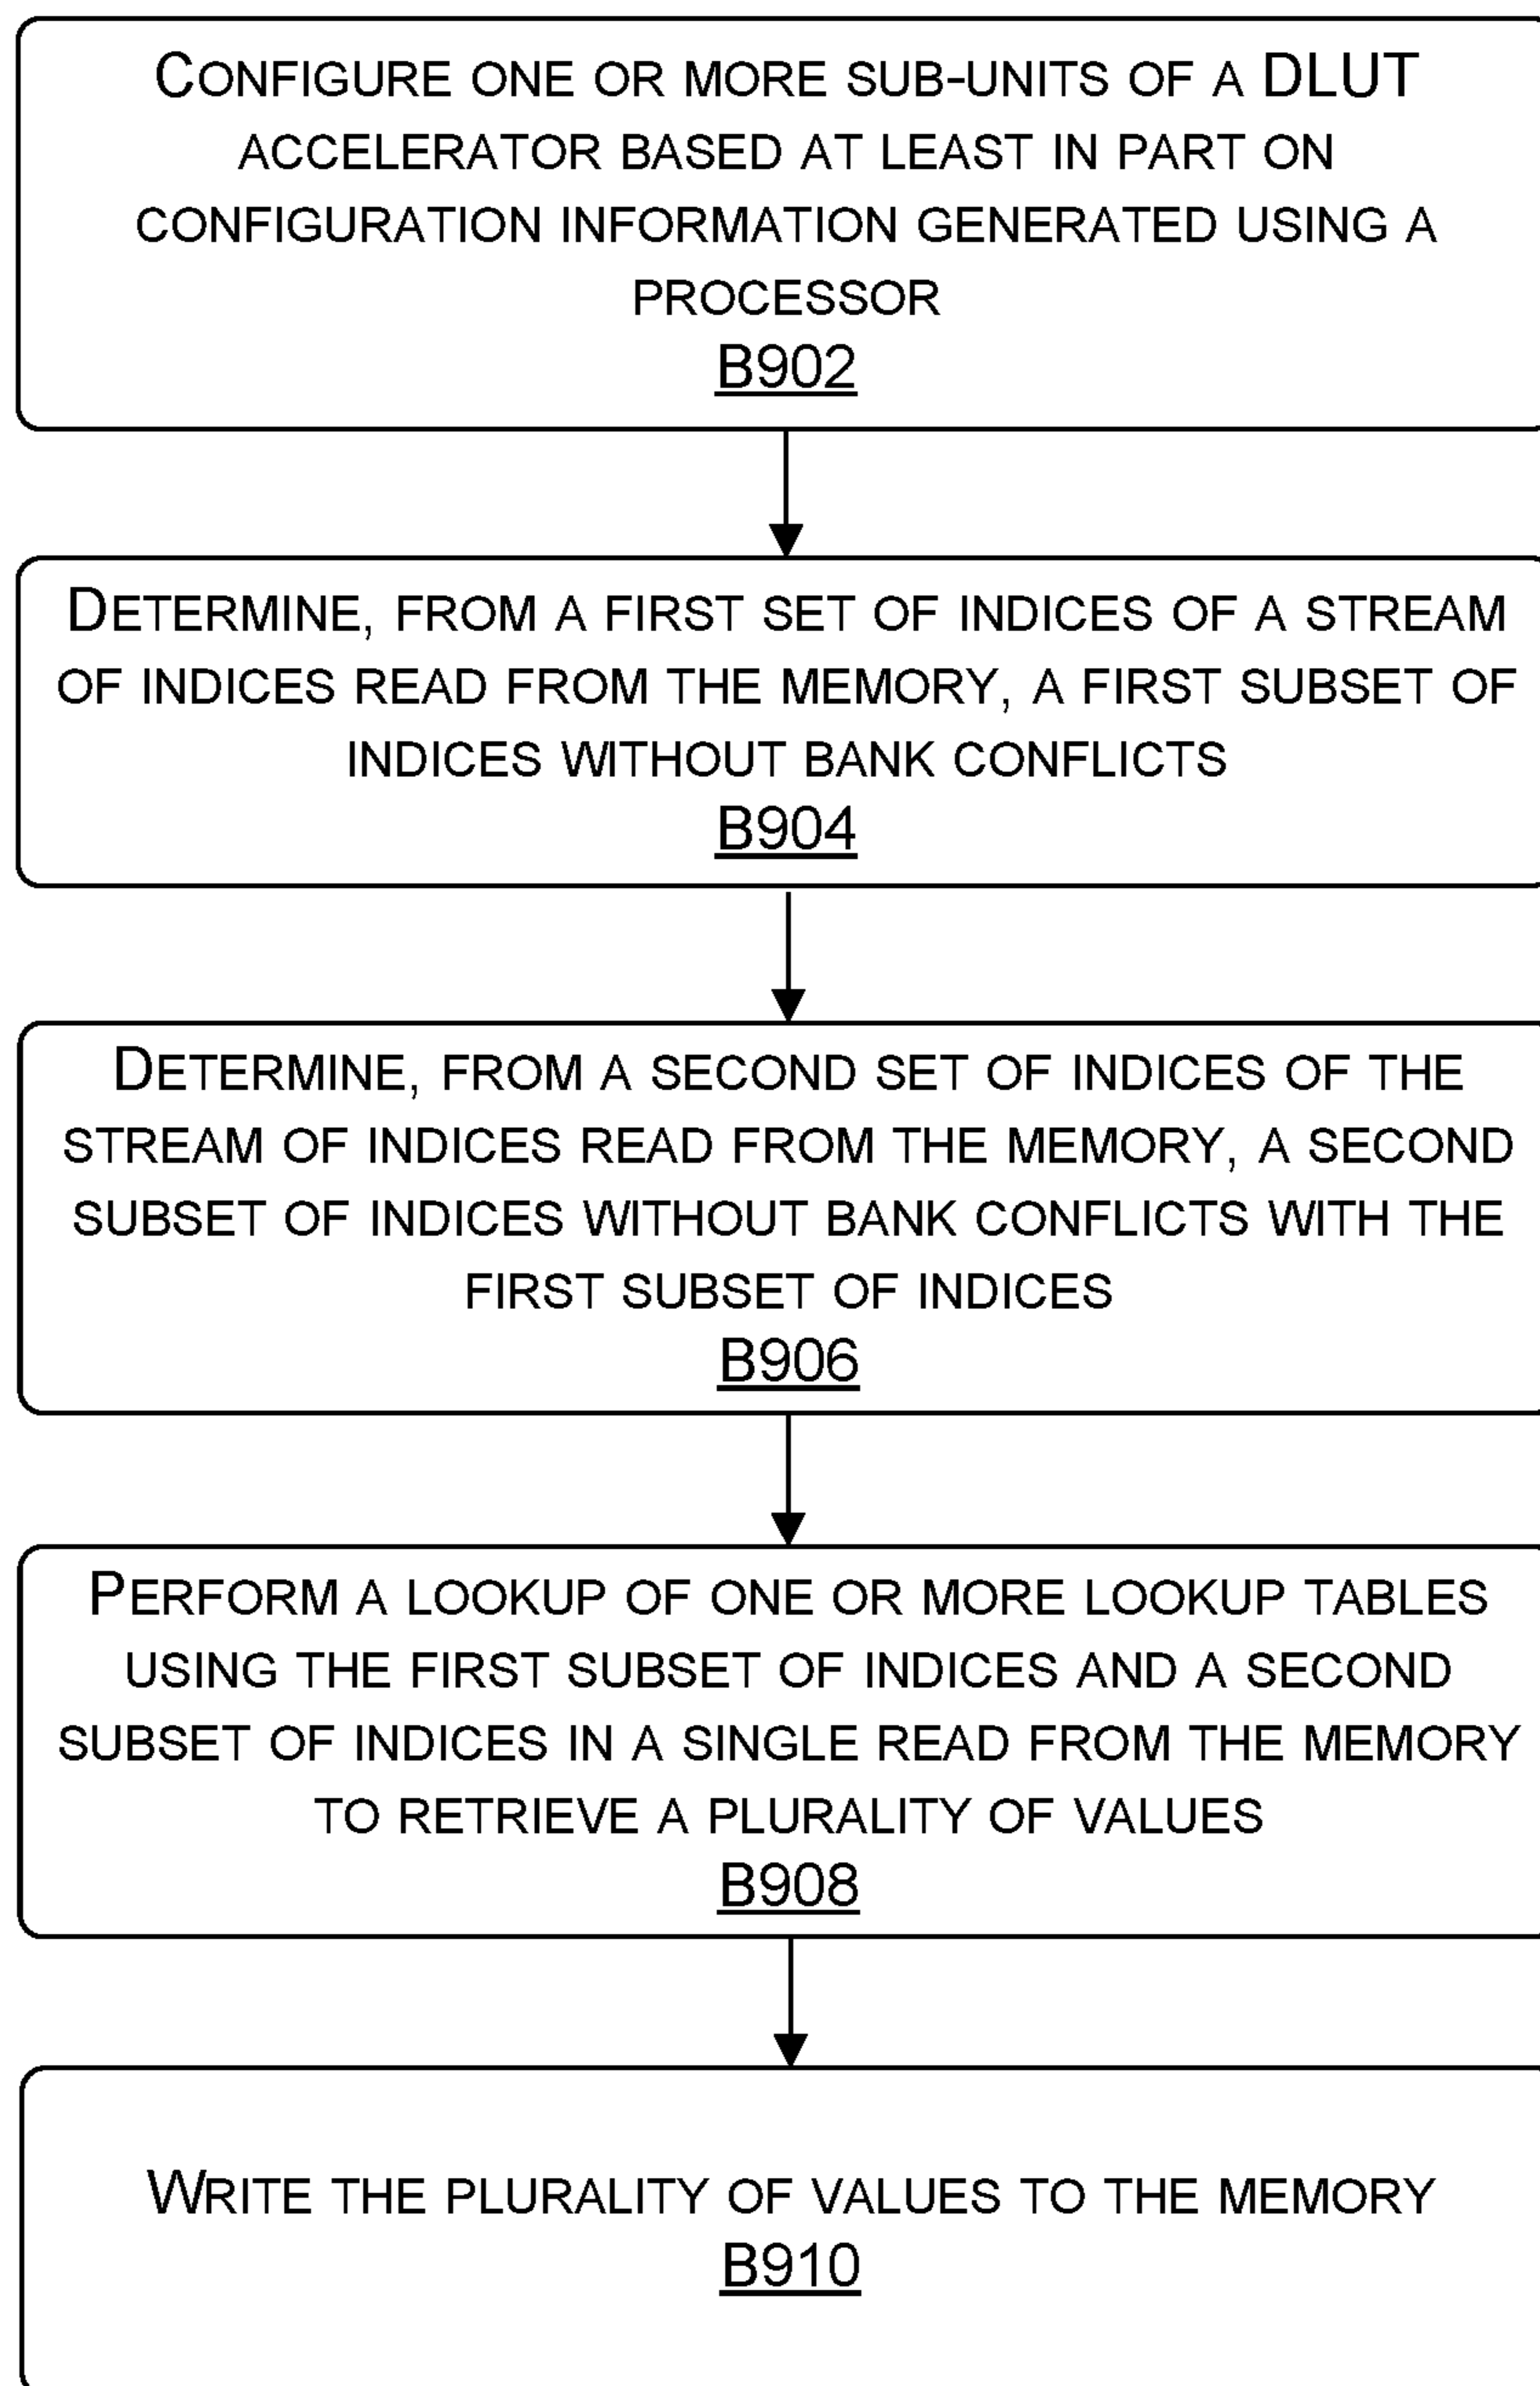 CONFIGURE ONE OR MORE SUB-UNITS OF A DLUT
ACCELERATOR BASED AT LEAST IN PART ON
CONFIGURATION INFORMATION GENERATED USING A
PROCESSOR
B902
DETERMINE, FROM A FIRST SET OF INDICES OF A STREAM
OF INDICES READ FROM THE MEMORY, A FIRST SUBSET OF
INDICES WITHOUT BANK CONFLICTS
B904
DETERMINE, FROM A SECOND SET OF INDICES OF THE
STREAM OF INDICES READ FROM THE MEMORY, A SECOND
SUBSET OF INDICES WITHOUT BANK CONFLICTS WITH THE
FIRST SUBSET OF INDICES
B906
PERFORM A LOOKUP OF ONE OR MORE LOOKUP TABLES
USING THE FIRST SUBSET OF INDICES AND A SECOND
SUBSET OF INDICES IN A SINGLE READ FROM THE MEMORY
TO RETRIEVE A PLURALITY OF VALUES
B908
WRITE THE PLURALITY OF VALUES TO THE MEMORY
B910